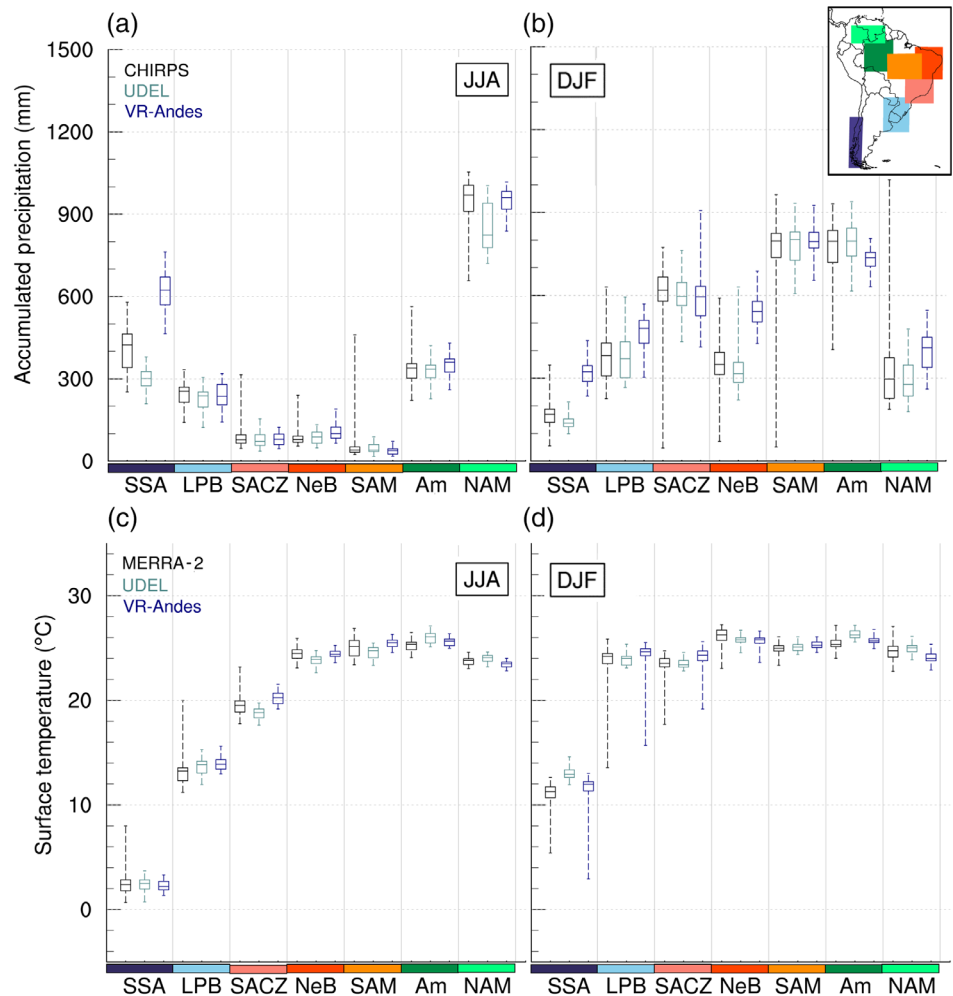 (a)
(b)
1500
1200
900
600
300
0
Accumulated precipitation (mm)
CHIRPS
UDEL
VR-Andes
JJA
DJF
SSA LPB SACZ NeB SAM Am NAM
SSA LPB SACZ NeB SAM Am NAM
(c)
(d)
30
20
10
0
Surface temperature (°C)
MERRA-2
UDEL
VR-Andes
JJA
DJF
SSA LPB SACZ NeB SAM Am NAM
SSA LPB SACZ NeB SAM Am NAM